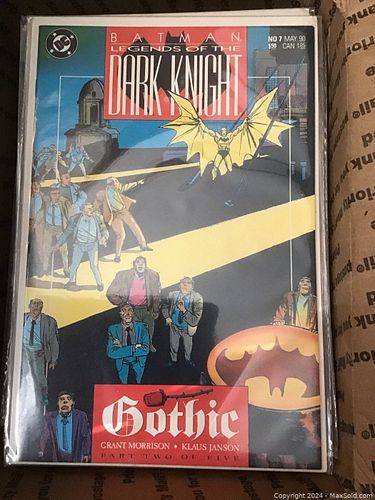 DC
BATMAN
LEGENDS OF THE
DARK KNIGHT
NO 7 MAY 90
1.50 CAN 1.85
Gothic
GRANT MORRISON • KLAUS JANSON
PART TWO OF FIVE
Copyright 2024 - MaxSold.com